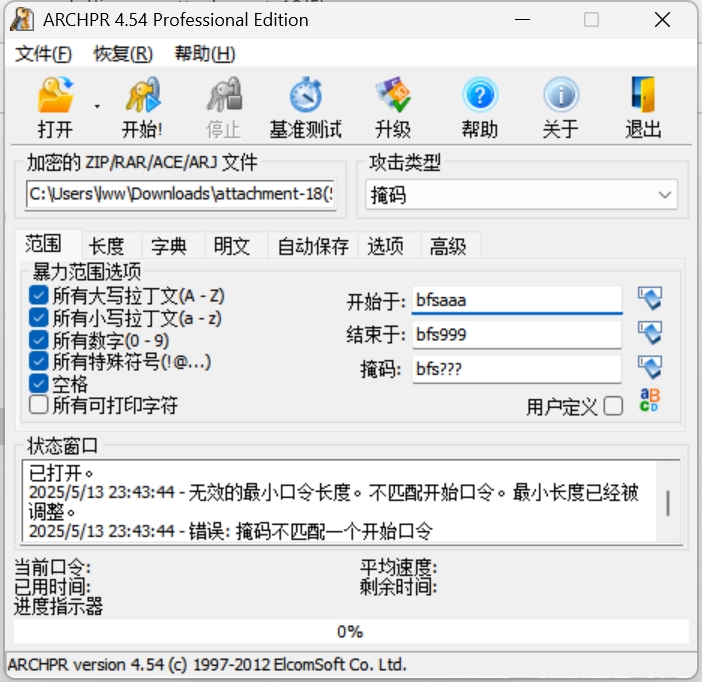 ARCHPR 4.54 Professional Edition
文件(F) 恢复(R) 帮助(H)
打开 开始! 停止 基准测试 升级 帮助 关于 退出
加密的 ZIP/RAR/ACE/ARJ 文件
C:\Users\lww\Downloads\attachment-18(
攻击类型
掩码
范围 长度 字典 明文 自动保存 选项 高级
暴力范围选项
所有大写拉丁文(A - Z)
所有小写拉丁文(a - z)
所有数字(0 - 9)
所有特殊符号(!@...)
空格
所有可打印字符
开始于: bfsaaa
结束于: bfs999
掩码: bfs???
用户定义
状态窗口
已打开。
2025/5/13 23:43:44 - 无效的最小口令长度。不匹配开始口令。最小长度已经被
调整。
2025/5/13 23:43:44 - 错误: 掩码不匹配一个开始口令
当前口令: 平均速度:
已用时间: 剩余时间:
进度指示器
0%
ARCHPR version 4.54 (c) 1997-2012 ElcomSoft Co. Ltd.